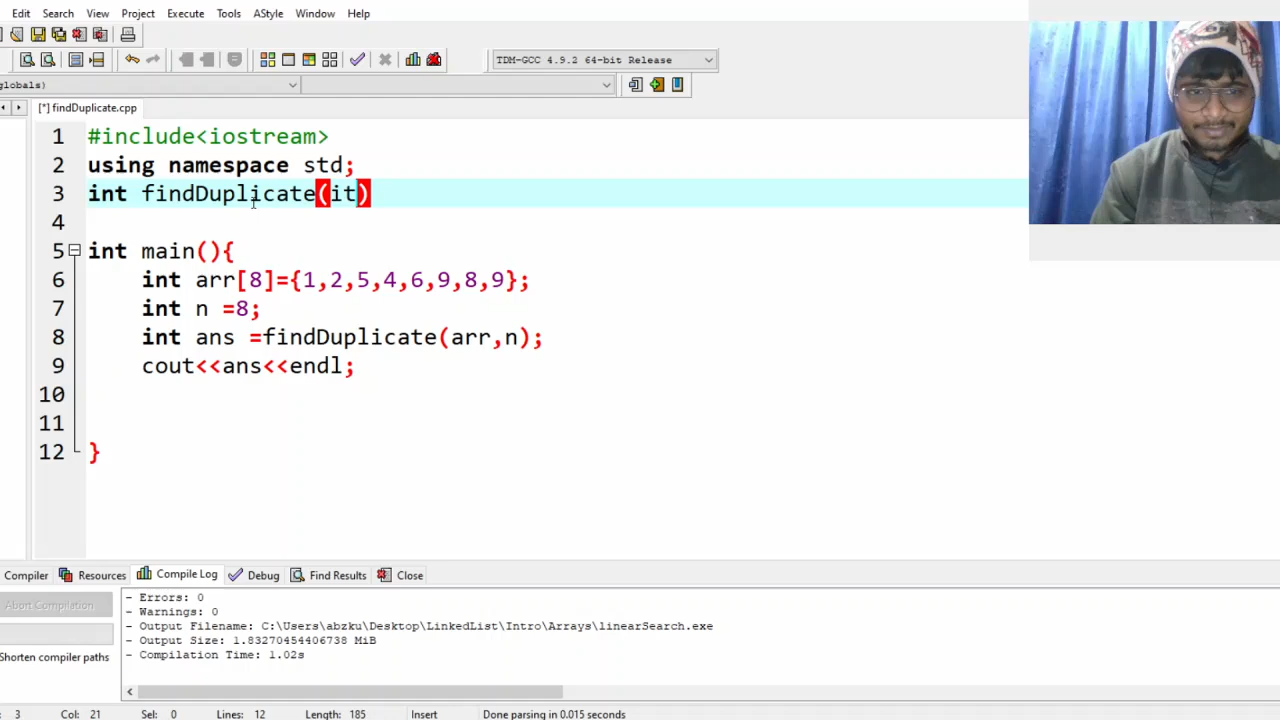 Edit Search View Project Execute Tools AStyle Window Help
TDM-GCC 4.9.2 64-bit Release
globals)
[*] findDuplicate.cpp
1 #include<iostream>
2 using namespace std;
3 int findDuplicate(it)
4
5 int main(){
6 int arr[8]={1,2,5,4,6,9,8,9};
7 int n =8;
8 int ans =findDuplicate(arr,n);
9 cout<<ans<<endl;
10
11
12 }
Compiler Resources Compile Log Debug Find Results Close
Abort Compilation
Shorten compiler paths
- Errors: 0
- Warnings: 0
- Output Filename: C:\Users\abzku\Desktop\LinkedList\Intro\Arrays\linearSearch.exe
- Output Size: 1.83270454406738 MiB
- Compilation Time: 1.02s
: 3 Col: 21 Sel: 0 Lines: 12 Length: 185 Insert Done parsing in 0.015 seconds